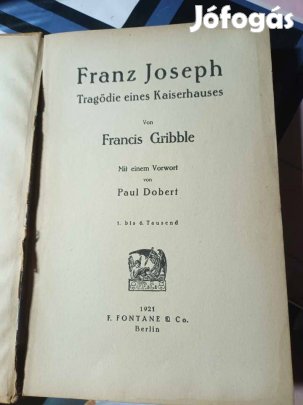 Jófogás
Franz Joseph
Tragödie eines Kaiserhauses
Von
Francis Gribble
Mit einem Vorwort
von
Paul Dobert
1. bis 6. Tausend
1921
F. FONTANE & Co.
Berlin